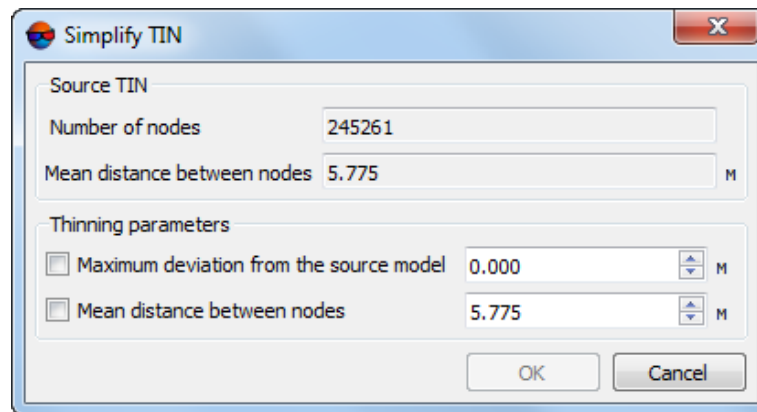 Simplify TIN
Source TIN
Number of nodes 245261
Mean distance between nodes 5.775 м
Thinning parameters
Maximum deviation from the source model 0.000 м
Mean distance between nodes 5.775 м
OK Cancel